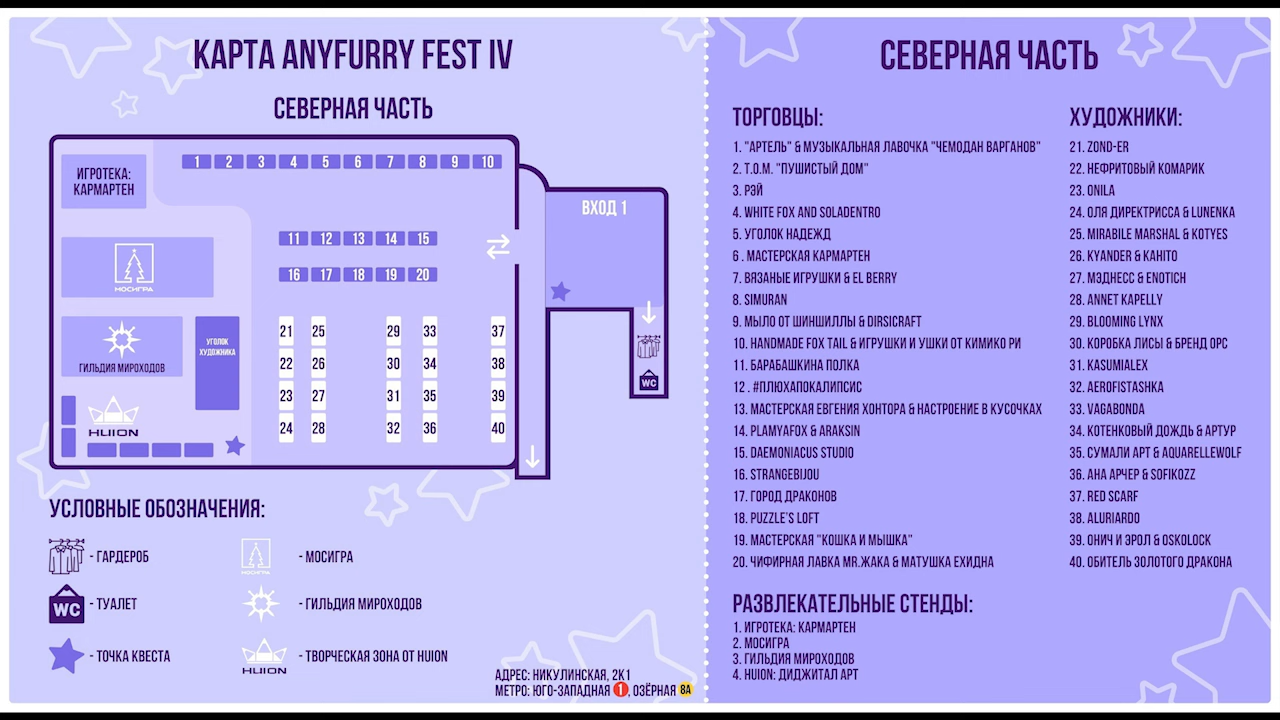 КАРТА ANYFURRY FEST IV
СЕВЕРНАЯ ЧАСТЬ
ИГРОТЕКА:
КАРМАРТЕН
1 2 3 4 5 6 7 8 9 10
ВХОД 1
11 12 13 14 15
16 17 18 19 20
МОСИГРА
ГИЛЬДИЯ МИРОХОДОВ
УГОЛОК
ХУДОЖНИКА
HUION
21 25 29 33 37
22 26 30 34 38
23 27 31 35 39
24 28 32 36 40
WC
УСЛОВНЫЕ ОБОЗНАЧЕНИЯ:
- ГАРДЕРОБ
WC - ТУАЛЕТ
- ТОЧКА КВЕСТА
МОСИГРА - МОСИГРА
- ГИЛЬДИЯ МИРОХОДОВ
HUION - ТВОРЧЕСКАЯ ЗОНА ОТ HUION
АДРЕС: НИКУЛИНСКАЯ, 2К1
МЕТРО: ЮГО-ЗАПАДНАЯ 1, ОЗЁРНАЯ 8А
СЕВЕРНАЯ ЧАСТЬ
ТОРГОВЦЫ:
1. "АРТЕЛЬ" & МУЗЫКАЛЬНАЯ ЛАВОЧКА "ЧЕМОДАН ВАРГАНОВ"
2. Т.О.М. "ПУШИСТЫЙ ДОМ"
3. РЭЙ
4. WHITE FOX AND SOLADENTRO
5. УГОЛОК НАДЕЖД
6 . МАСТЕРСКАЯ КАРМАРТЕН
7. ВЯЗАНЫЕ ИГРУШКИ & EL BERRY
8. SIMURAN
9. МЫЛО ОТ ШИНШИЛЛЫ & DIRSICRAFT
10. HANDMADE FOX TAIL & ИГРУШКИ И УШКИ ОТ КИМИКО РИ
11. БАРАБАШКИНА ПОЛКА
12 . #ПЛЮХАПОКАЛИПСИС
13. МАСТЕРСКАЯ ЕВГЕНИЯ ХОНТОРА & НАСТРОЕНИЕ В КУСОЧКАХ
14. PLAMYAFOX & ARAKSIN
15. DAEMONIACUS STUDIO
16. STRANGEBIJOU
17. ГОРОД ДРАКОНОВ
18. PUZZLE'S LOFT
19. МАСТЕРСКАЯ "КОШКА И МЫШКА"
20. ЧИФИРНАЯ ЛАВКА MR.ЖАКА & МАТУШКА ЕХИДНА
ХУДОЖНИКИ:
21. ZOND-ER
22. НЕФРИТОВЫЙ КОМАРИК
23. ONILA
24. ОЛЯ ДИРЕКТРИССА & LUNENKA
25. MIRABILE MARSHAL & KOTYES
26. KYANDER & KAHITO
27. МЭДНЕСС & ENOTICH
28. ANNET KAPELLY
29. BLOOMING LYNX
30. КОРОБКА ЛИСЫ & БРЕНД ОРС
31. KASUMIALEX
32. AEROFISTASHKA
33. VAGABONDA
34. КОТЕНКОВЫЙ ДОЖДЬ & АРТУР
35. СУМАЛИ АРТ & AQUARELLEWOLF
36. АНА АРЧЕР & SOFIKOZZ
37. RED SCARF
38. ALURIARDO
39. ОНИЧ И ЭРОЛ & OSKOLOCK
40. ОБИТЕЛЬ ЗОЛОТОГО ДРАКОНА
РАЗВЛЕКАТЕЛЬНЫЕ СТЕНДЫ:
1. ИГРОТЕКА: КАРМАРТЕН
2. МОСИГРА
3. ГИЛЬДИЯ МИРОХОДОВ
4. HUION: ДИДЖИТАЛ АРТ